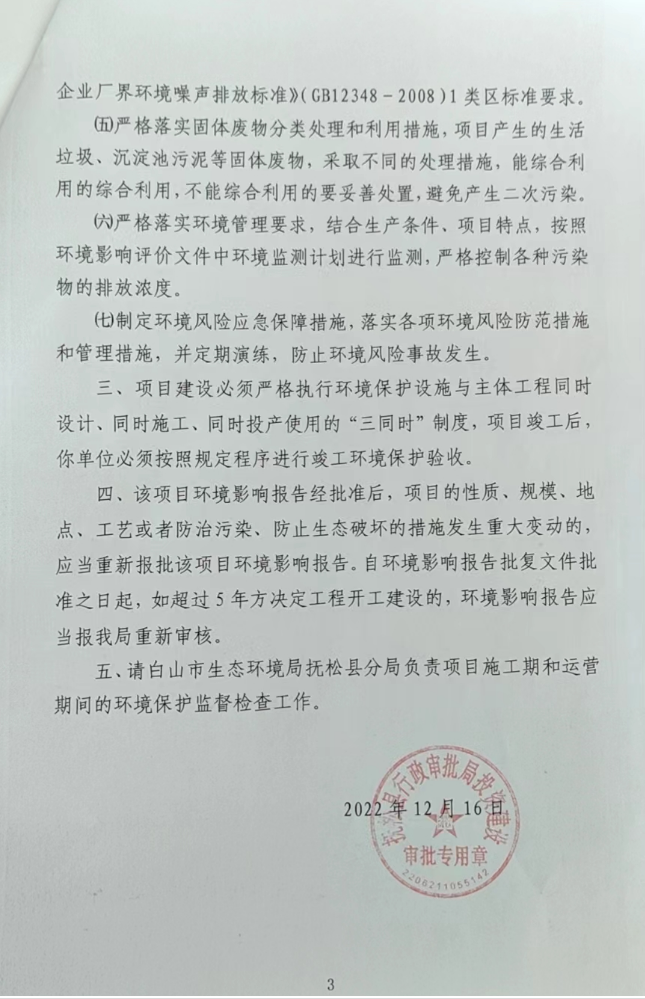 企业厂界环境噪声排放标准》(GB12348-2008)1 类区标准要求。
㈤严格落实固体废物分类处理和利用措施，项目产生的生活
垃圾、沉淀池污泥等固体废物，采取不同的处理措施，能综合利
用的综合利用，不能综合利用的要妥善处置，避免产生二次污染。
㈥严格落实环境管理要求，结合生产条件、项目特点，按照
环境影响评价文件中环境监测计划进行监测，严格控制各种污染
物的排放浓度。
㈦制定环境风险应急保障措施，落实各项环境风险防范措施
和管理措施，并定期演练，防止环境风险事故发生。
三、项目建设必须严格执行环境保护设施与主体工程同时
设计、同时施工、同时投产使用的“三同时”制度，项目竣工后，
你单位必须按照规定程序进行竣工环境保护验收。
四、该项目环境影响报告经批准后，项目的性质、规模、地
点、工艺或者防治污染、防止生态破坏的措施发生重大变动的，
应当重新报批该项目环境影响报告。自环境影响报告批复文件批
准之日起，如超过 5 年方决定工程开工建设的，环境影响报告应
当报我局重新审核。
五、请白山市生态环境局抚松县分局负责项目施工期和运营
期间的环境保护监督检查工作。
抚松县行政审批局投资建设
2022 年 12 月 16 日
审批专用章
2206211055142
3